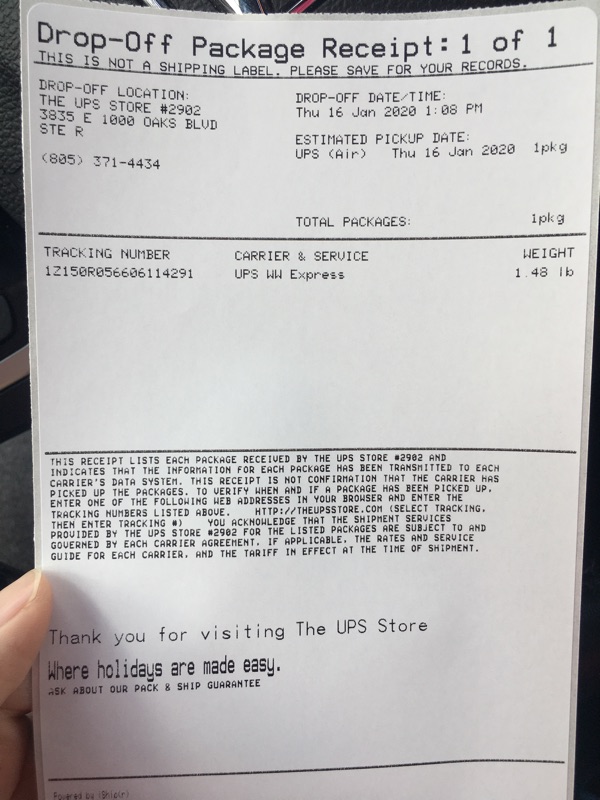 Drop-Off Package Receipt: 1 of 1
THIS IS NOT A SHIPPING LABEL. PLEASE SAVE FOR YOUR RECORDS.
DROP-OFF LOCATION:
THE UPS STORE #2902
3835 E 1000 OAKS BLVD
STE R
(805) 371-4434
DROP-OFF DATE/TIME:
Thu 16 Jan 2020 1:08 PM
ESTIMATED PICKUP DATE:
UPS (Air) Thu 16 Jan 2020 1pkg
TOTAL PACKAGES: 1pkg
TRACKING NUMBER CARRIER & SERVICE WEIGHT
1Z150R056606114291 UPS WW Express 1.48 lb
THIS RECEIPT LISTS EACH PACKAGE RECEIVED BY THE UPS STORE #2902 AND
INDICATES THAT THE INFORMATION FOR EACH PACKAGE HAS BEEN TRANSMITTED TO EACH
CARRIER'S DATA SYSTEM. THIS RECEIPT IS NOT CONFIRMATION THAT THE CARRIER HAS
PICKED UP THE PACKAGES. TO VERIFY WHEN AND IF A PACKAGE HAS BEEN PICKED UP,
ENTER ONE OF THE FOLLOWING WEB ADDRESSES IN YOUR BROWSER AND ENTER THE
TRACKING NUMBERS LISTED ABOVE. HTTP://THEUPSSTORE.COM (SELECT TRACKING,
THEN ENTER TRACKING #) YOU ACKNOWLEDGE THAT THE SHIPMENT SERVICES
PROVIDED BY THE UPS STORE #2902 FOR THE LISTED PACKAGES ARE SUBJECT TO AND
GOVERNED BY EACH CARRIER AGREEMENT, IF APPLICABLE, THE RATES AND SERVICE
GUIDE FOR EACH CARRIER, AND THE TARIFF IN EFFECT AT THE TIME OF SHIPMENT.
Thank you for visiting The UPS Store
Where holidays are made easy.
ASK ABOUT OUR PACK & SHIP GUARANTEE
Powered by iShip(r)